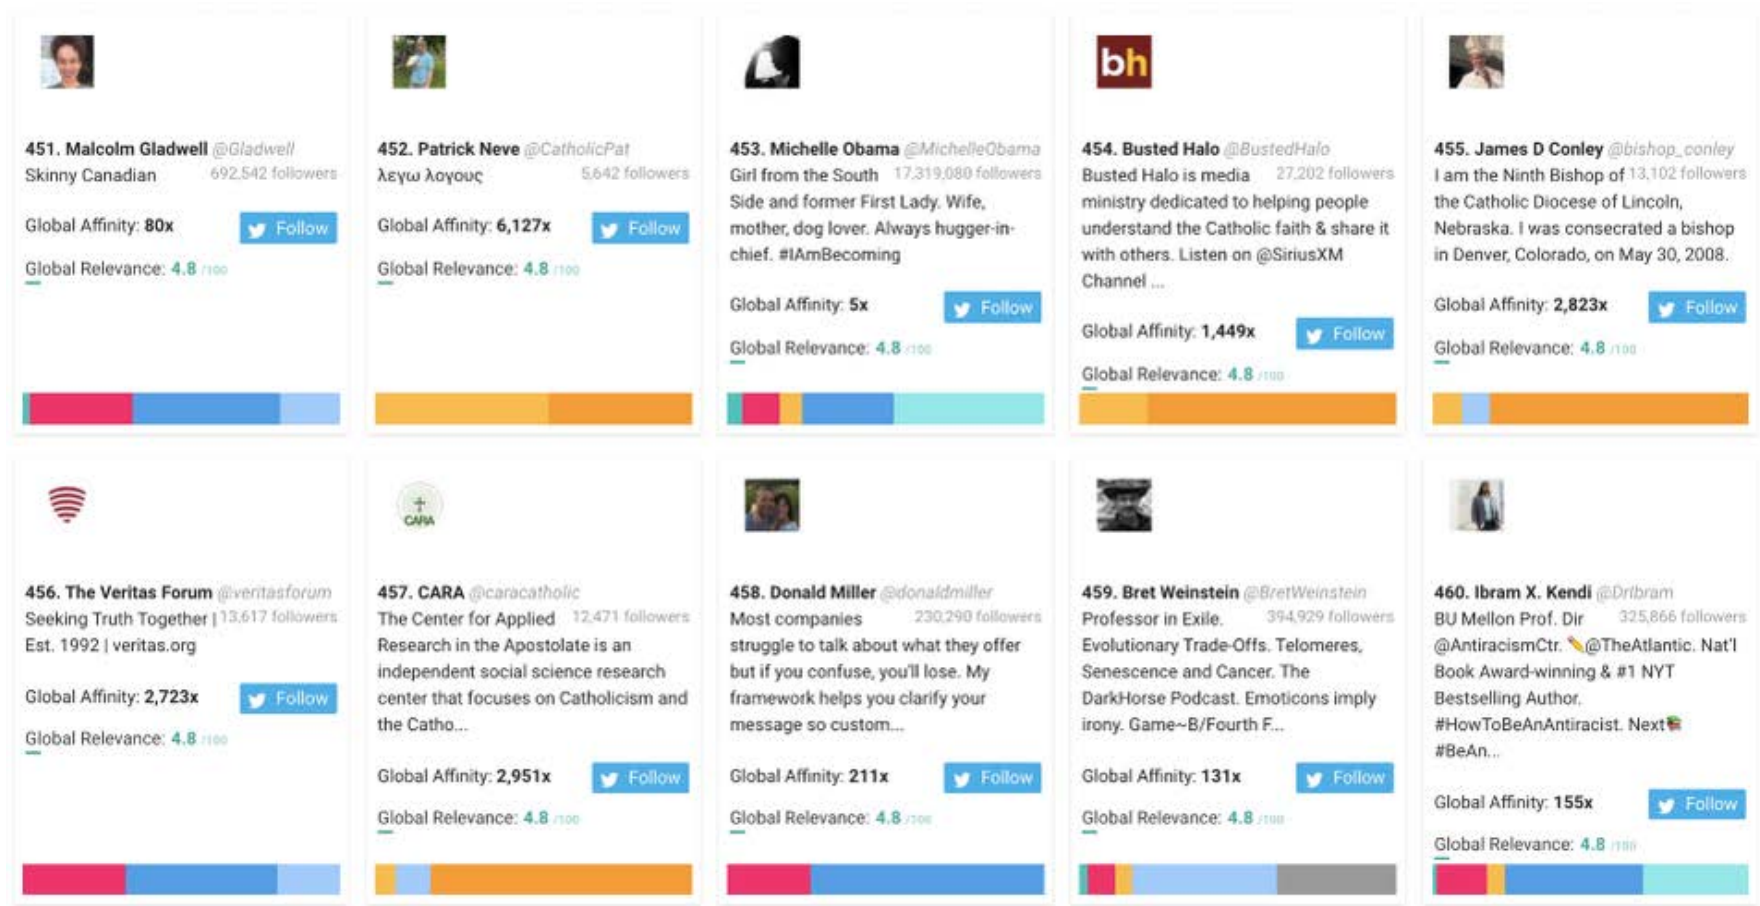 bh
451. Malcolm Gladwell @Gladwell
Skinny Canadian 692,542 followers
Global Affinity: 80x Follow
Global Relevance: 4.8 /100
452. Patrick Neve @CatholicPat
λεγω λογους 5,642 followers
Global Affinity: 6,127x Follow
Global Relevance: 4.8 /100
453. Michelle Obama @MichelleObama
Girl from the South 17,319,080 followers
Side and former First Lady. Wife,
mother, dog lover. Always hugger-in-
chief. #IAmBecoming
Global Affinity: 5x Follow
Global Relevance: 4.8 /100
454. Busted Halo @BustedHalo
Busted Halo is media 27,202 followers
ministry dedicated to helping people
understand the Catholic faith & share it
with others. Listen on @SiriusXM
Channel ...
Global Affinity: 1,449x Follow
Global Relevance: 4.8 /100
455. James D Conley @bishop_conley
I am the Ninth Bishop of 13,102 followers
the Catholic Diocese of Lincoln,
Nebraska. I was consecrated a bishop
in Denver, Colorado, on May 30, 2008.
Global Affinity: 2,823x Follow
Global Relevance: 4.8 /100
456. The Veritas Forum @veritasforum
Seeking Truth Together | 13,617 followers
Est. 1992 | veritas.org
Global Affinity: 2,723x Follow
Global Relevance: 4.8 /100
CARA
457. CARA @caracatholic
The Center for Applied 12,471 followers
Research in the Apostolate is an
independent social science research
center that focuses on Catholicism and
the Catho...
Global Affinity: 2,951x Follow
Global Relevance: 4.8 /100
458. Donald Miller @donaldmiller
Most companies 230,290 followers
struggle to talk about what they offer
but if you confuse, you'll lose. My
framework helps you clarify your
message so custom...
Global Affinity: 211x Follow
Global Relevance: 4.8 /100
459. Bret Weinstein @BretWeinstein
Professor in Exile. 394,929 followers
Evolutionary Trade-Offs. Telomeres,
Senescence and Cancer. The
DarkHorse Podcast. Emoticons imply
irony. Game~B/Fourth F...
Global Affinity: 131x Follow
Global Relevance: 4.8 /100
460. Ibram X. Kendi @DrIbram
BU Mellon Prof. Dir 325,866 followers
@AntiracismCtr. ✏️@TheAtlantic. Nat'l
Book Award-winning & #1 NYT
Bestselling Author.
#HowToBeAnAntiracist. Next📚
#BeAn...
Global Affinity: 155x Follow
Global Relevance: 4.8 /100